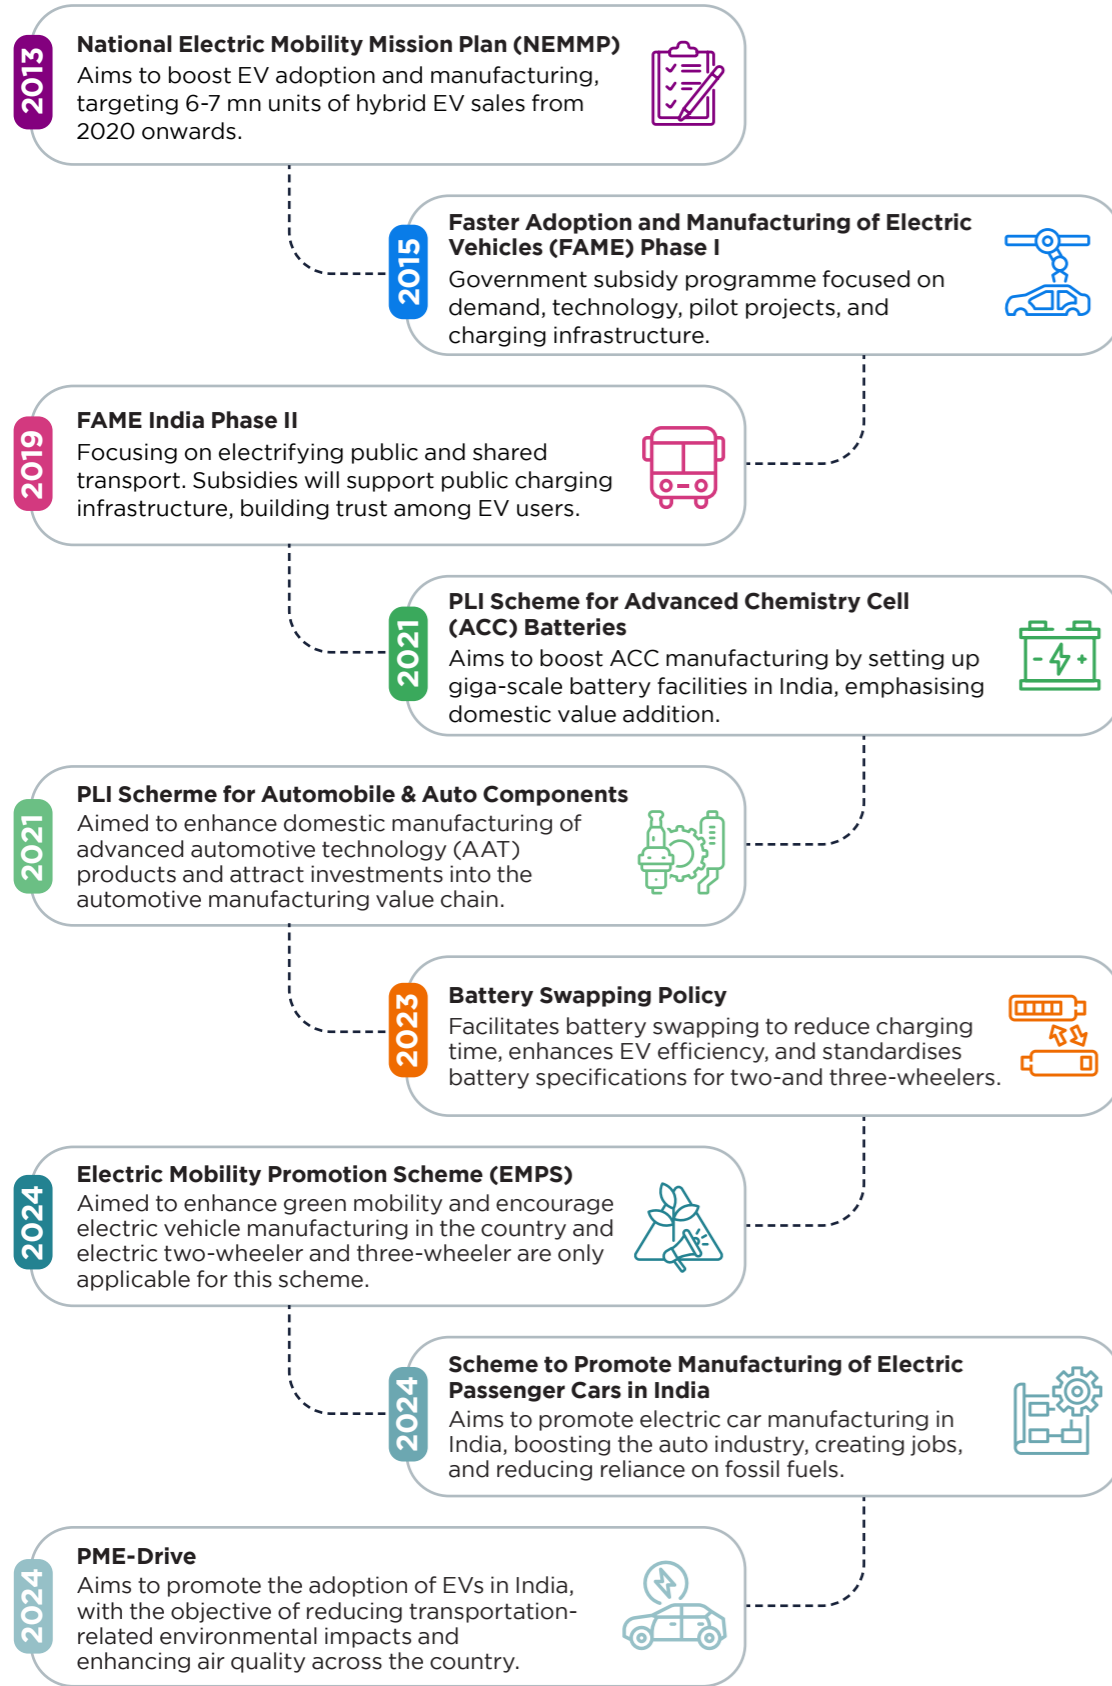 2013
National Electric Mobility Mission Plan (NEMMP)
Aims to boost EV adoption and manufacturing,
targeting 6-7 mn units of hybrid EV sales from
2020 onwards.
2015
Faster Adoption and Manufacturing of Electric
Vehicles (FAME) Phase I
Government subsidy programme focused on
demand, technology, pilot projects, and
charging infrastructure.
2019
FAME India Phase II
Focusing on electrifying public and shared
transport. Subsidies will support public charging
infrastructure, building trust among EV users.
2021
PLI Scheme for Advanced Chemistry Cell
(ACC) Batteries
Aims to boost ACC manufacturing by setting up
giga-scale battery facilities in India, emphasising
domestic value addition.
2021
PLI Scherme for Automobile & Auto Components
Aimed to enhance domestic manufacturing of
advanced automotive technology (AAT)
products and attract investments into the
automotive manufacturing value chain.
2023
Battery Swapping Policy
Facilitates battery swapping to reduce charging
time, enhances EV efficiency, and standardises
battery specifications for two-and three-wheelers.
2024
Electric Mobility Promotion Scheme (EMPS)
Aimed to enhance green mobility and encourage
electric vehicle manufacturing in the country and
electric two-wheeler and three-wheeler are only
applicable for this scheme.
2024
Scheme to Promote Manufacturing of Electric
Passenger Cars in India
Aims to promote electric car manufacturing in
India, boosting the auto industry, creating jobs,
and reducing reliance on fossil fuels.
2024
PME-Drive
Aims to promote the adoption of EVs in India,
with the objective of reducing transportation-
related environmental impacts and
enhancing air quality across the country.